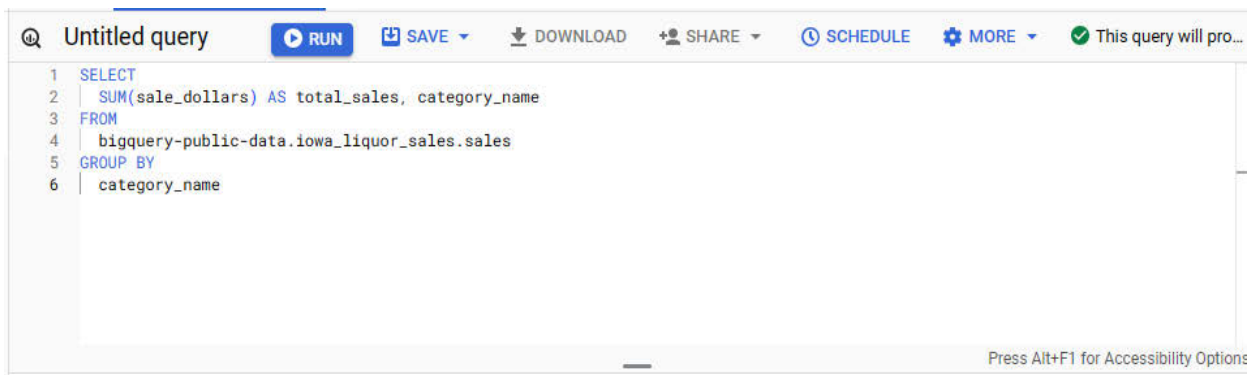 Untitled query RUN SAVE DOWNLOAD SHARE SCHEDULE MORE This query will pro...
1 SELECT
2 SUM(sale_dollars) AS total_sales, category_name
3 FROM
4 bigquery-public-data.iowa_liquor_sales.sales
5 GROUP BY
6 category_name
Press Alt+F1 for Accessibility Options